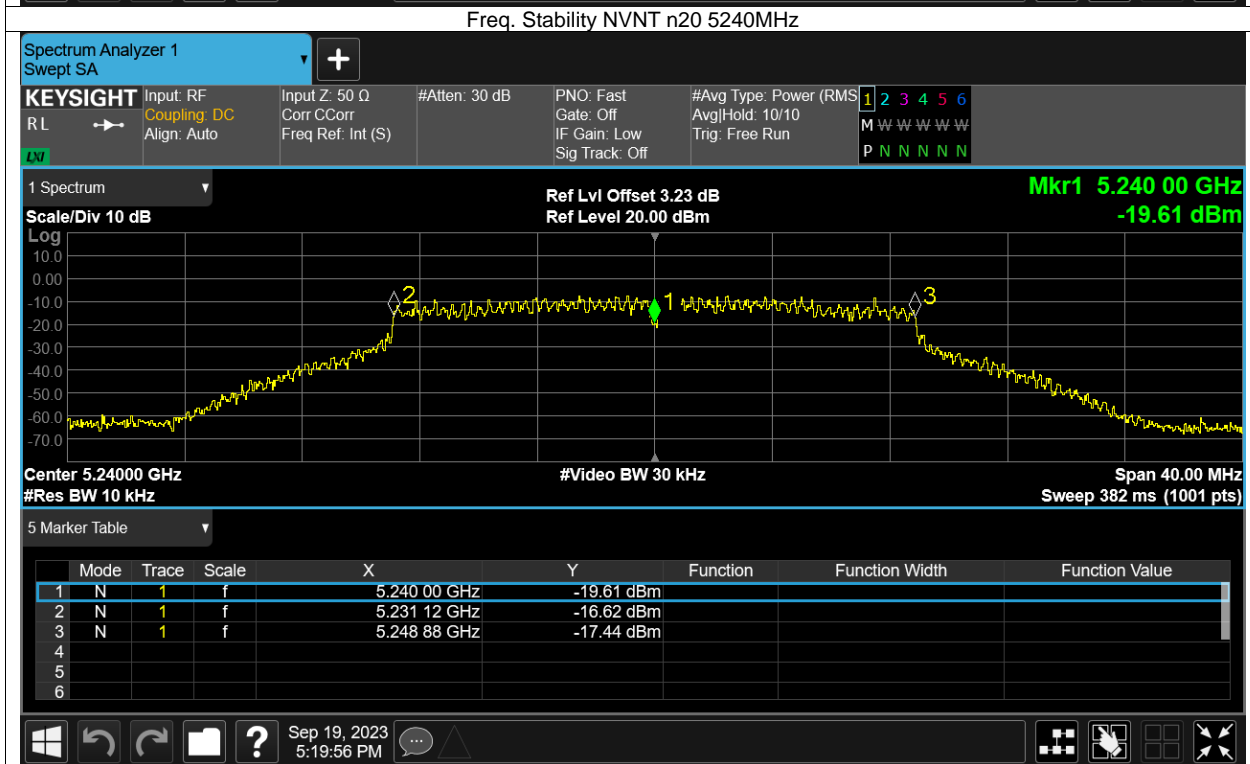 Freq. Stability NVNT n20 5240MHz
Spectrum Analyzer 1
Swept SA
+
KEYSIGHT Input: RF Input Z: 50 Ω #Atten: 30 dB PNO: Fast #Avg Type: Power (RMS 1 2 3 4 5 6
RL Coupling: DC Corr CCorr Gate: Off Avg|Hold: 10/10 M W W W W W
Align: Auto Freq Ref: Int (S) IF Gain: Low Trig: Free Run
LXI Sig Track: Off P N N N N N
1 Spectrum Ref Lvl Offset 3.23 dB Mkr1 5.240 00 GHz
Scale/Div 10 dB Ref Level 20.00 dBm -19.61 dBm
Log
10.0
0.00
-10.0 2 1 3
-20.0
-30.0
-40.0
-50.0
-60.0
-70.0
Center 5.24000 GHz #Video BW 30 kHz Span 40.00 MHz
#Res BW 10 kHz Sweep 382 ms (1001 pts)
5 Marker Table
Mode Trace Scale X Y Function Function Width Function Value
1 N 1 f 5.240 00 GHz -19.61 dBm
2 N 1 f 5.231 12 GHz -16.62 dBm
3 N 1 f 5.248 88 GHz -17.44 dBm
4
5
6
? Sep 19, 2023
5:19:56 PM